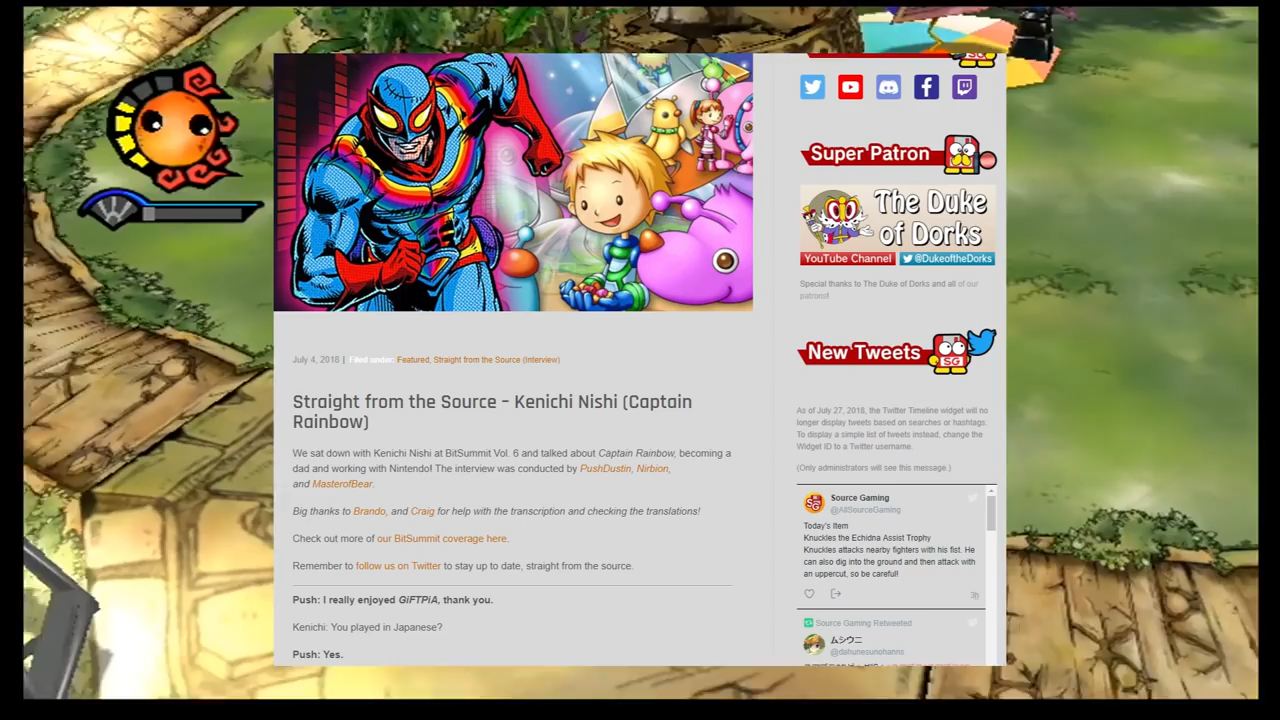 July 4, 2018 | Filed under: Featured, Straight from the Source (Interview)
Straight from the Source – Kenichi Nishi (Captain
Rainbow)
We sat down with Kenichi Nishi at BitSummit Vol. 6 and talked about Captain Rainbow, becoming a
dad and working with Nintendo! The interview was conducted by PushDustin, Nirbion,
and MasterofBear.
Big thanks to Brando, and Craig for help with the transcription and checking the translations!
Check out more of our BitSummit coverage here.
Remember to follow us on Twitter to stay up to date, straight from the source.
Push: I really enjoyed GiFTPiA, thank you.
Kenichi: You played in Japanese?
Push: Yes.
Super Patron
The Duke
of Dorks
YouTube Channel
@DukeoftheDorks
Special thanks to The Duke of Dorks and all of our
patrons!
New Tweets
SG
As of July 27, 2018, the Twitter Timeline widget will no
longer display tweets based on searches or hashtags.
To display a simple list of tweets instead, change the
Widget ID to a Twitter username.
(Only administrators will see this message.)
SG
Source Gaming
@AllSourceGaming
Today's Item
Knuckles the Echidna Assist Trophy
Knuckles attacks nearby fighters with his fist. He
can also dig into the ground and then attack with
an uppercut, so be careful!
3h
Source Gaming Retweeted
ムシウニ
@dahunesunohanns